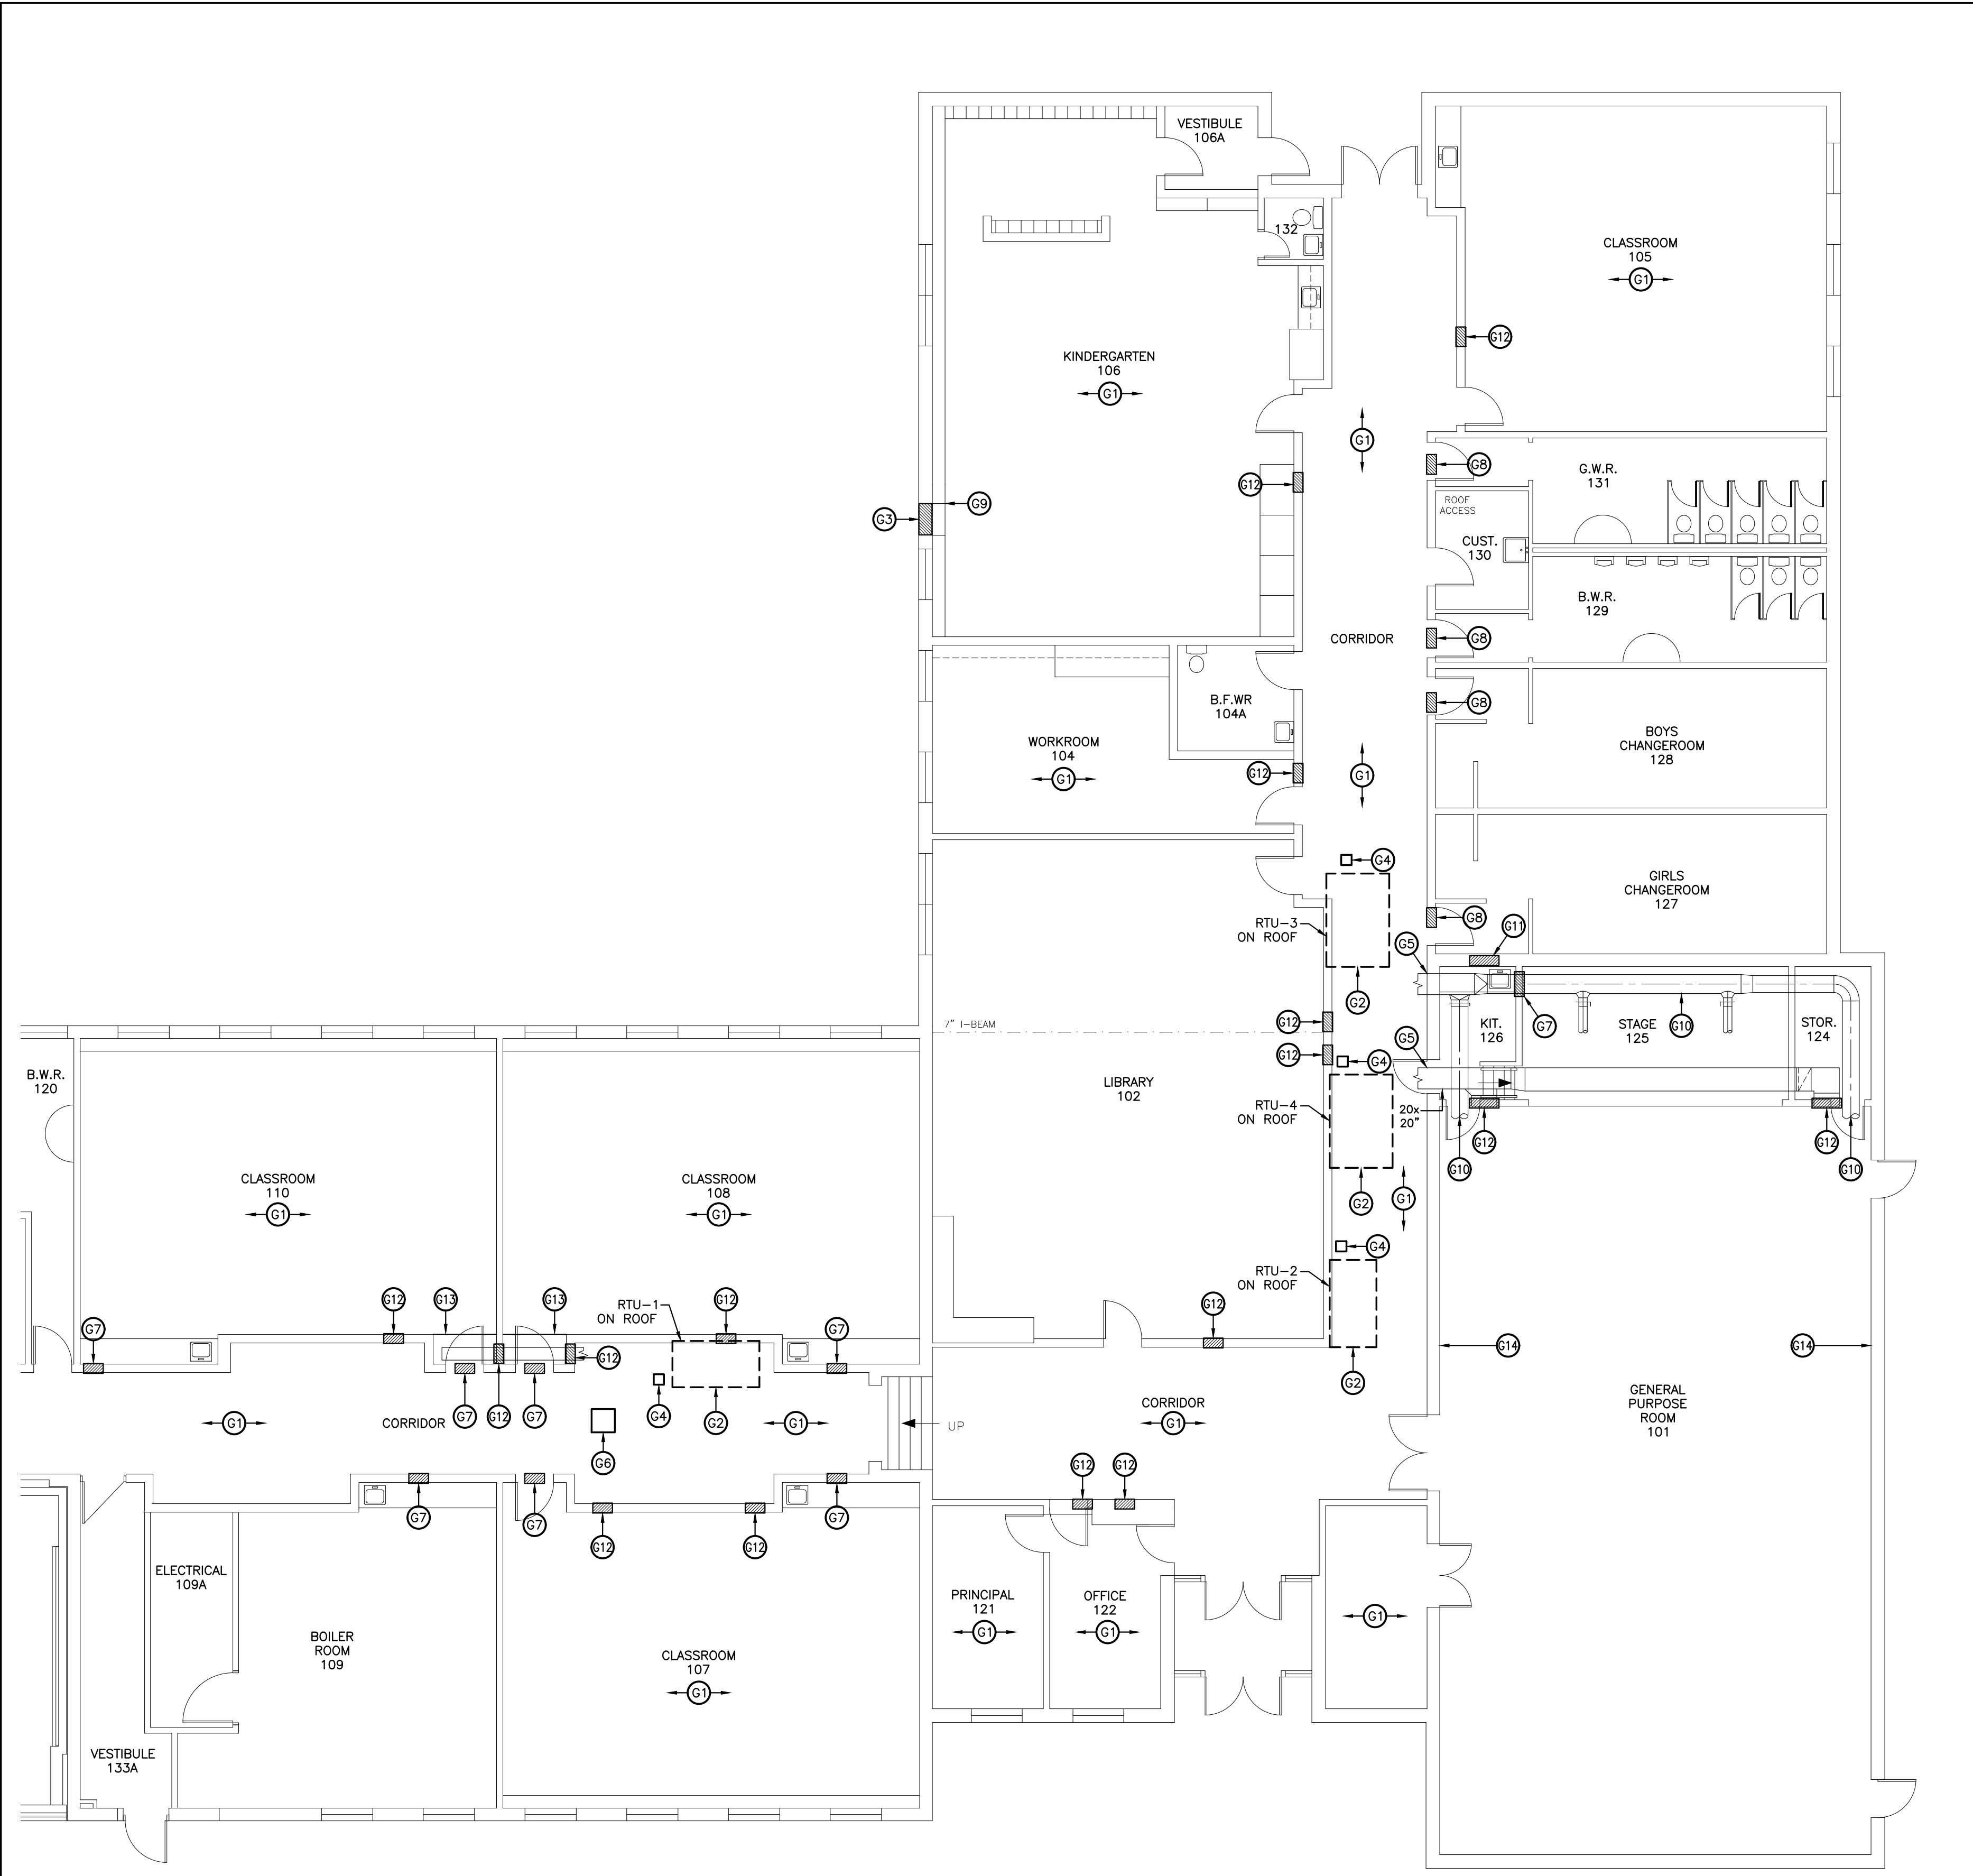 VESTIBULE
106A
132
CLASSROOM
105
G1
G12
KINDERGARTEN
106
G1
G1
G12
G8
G.W.R.
131
ROOF
ACCESS
G3
G9
CUST.
130
B.W.R.
129
G8
CORRIDOR
G8
B.F.WR
104A
WORKROOM
104
G1
G12
G1
BOYS
CHANGEROOM
128
G4
GIRLS
CHANGEROOM
127
RTU-3
ON ROOF
G8
G11
G5
G2
7" I-BEAM
G12
G12
KIT.
126
G7
STAGE
125
G10
STOR.
124
G5
G4
B.W.R.
120
LIBRARY
102
RTU-4
ON ROOF
20x
20"
G12
G12
G10
G10
G2
G1
CLASSROOM
110
G1
CLASSROOM
108
G1
G4
RTU-2
ON ROOF
G12
G13
G13
RTU-1
ON ROOF
G12
G12
G7
G7
G12
G14
G14
G2
G1
CORRIDOR
G7
G12
G7
G4
G2
G1
UP
CORRIDOR
G1
GENERAL
PURPOSE
ROOM
101
G6
G12
G12
G7
G7
G7
G12
G12
ELECTRICAL
109A
PRINCIPAL
121
G1
OFFICE
122
G1
G1
BOILER
ROOM
109
CLASSROOM
107
G1
VESTIBULE
133A